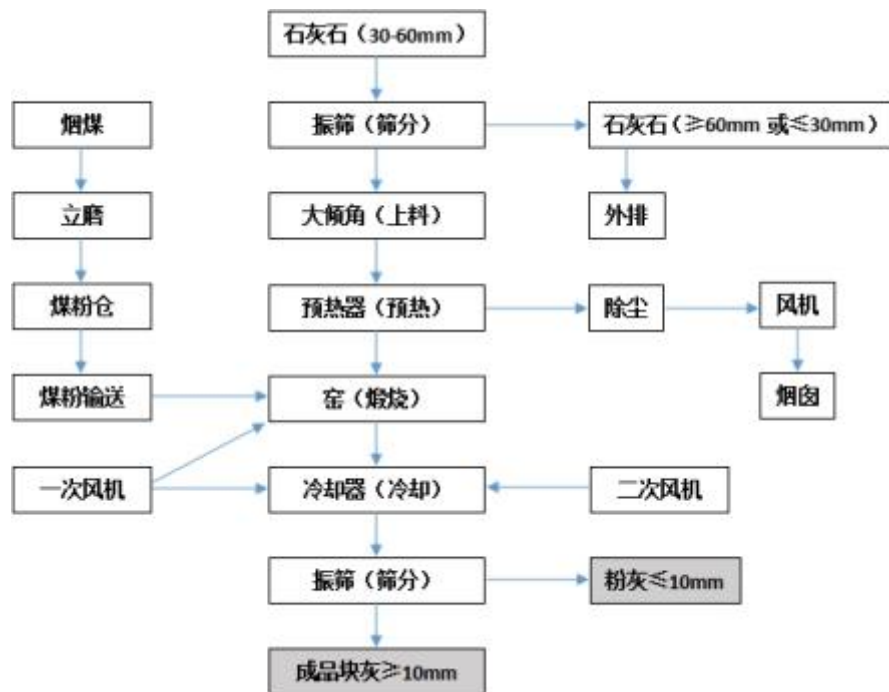 石灰石（30-60mm）
烟煤
振筛（筛分）
石灰石（≥60mm 或≤30mm）
立磨
大倾角（上料）
外排
煤粉仓
预热器（预热）
除尘
风机
煤粉输送
窑（煅烧）
烟囱
一次风机
冷却器（冷却）
二次风机
振筛（筛分）
粉灰≤10mm
成品块灰≥10mm